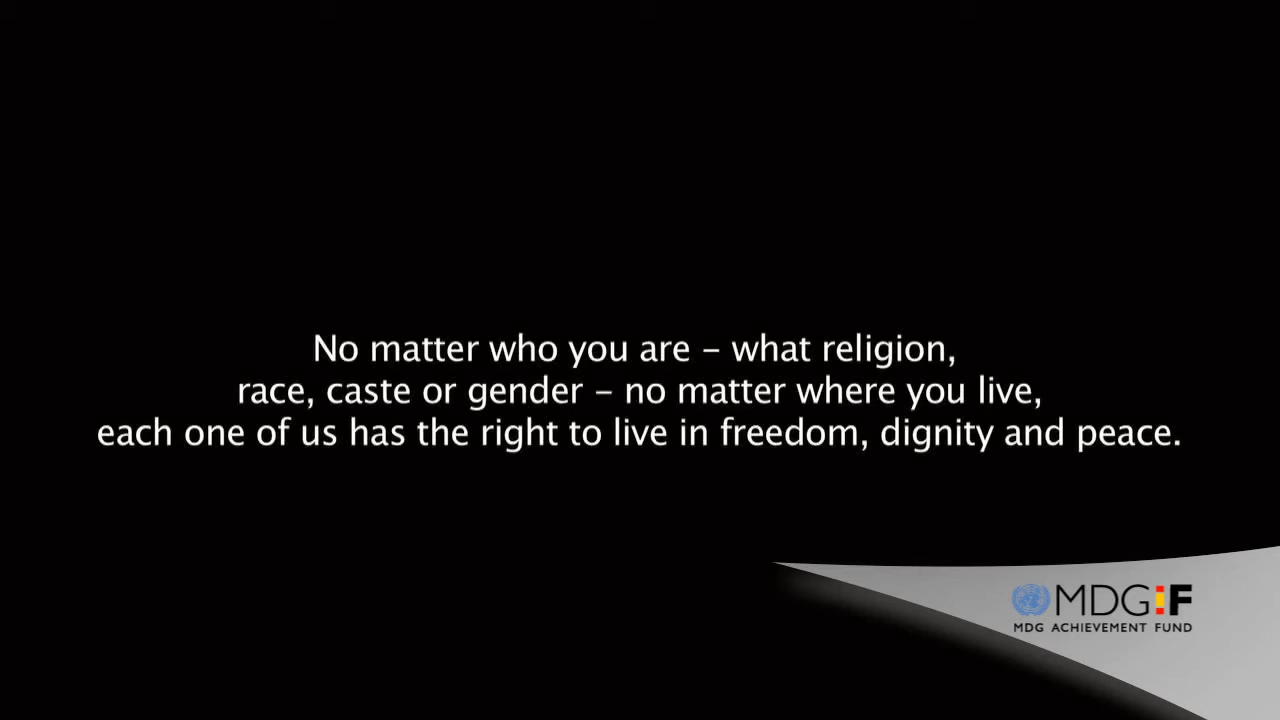 No matter who you are – what religion,
race, caste or gender – no matter where you live,
each one of us has the right to live in freedom, dignity and peace.
MDG:F
MDG ACHIEVEMENT FUND